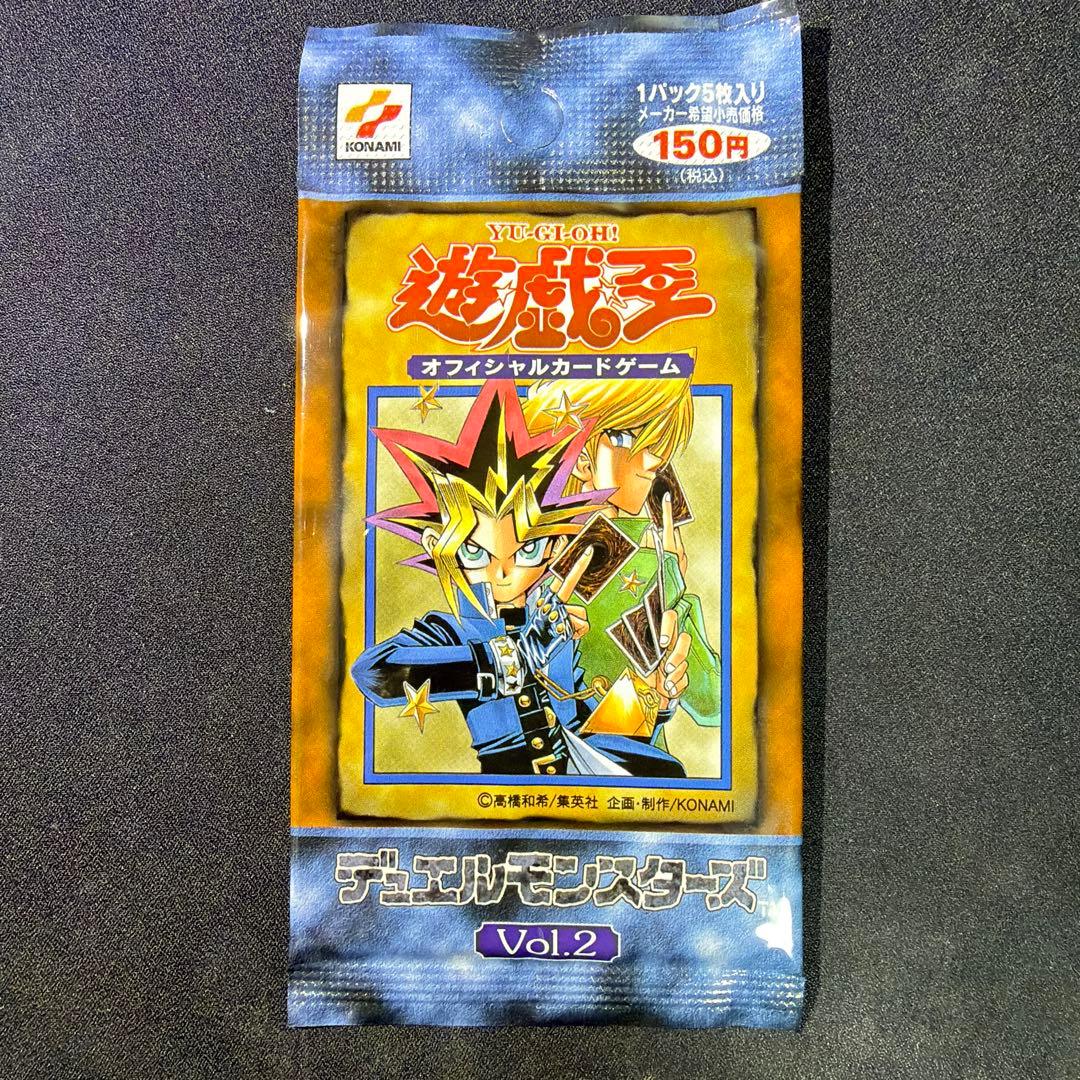 KONAMI
1パック5枚入り
メーカー希望小売価格
150円
(税込)
YU-GI-OH!
遊戯王
オフィシャルカードゲーム
©高橋和希/集英社 企画・制作/KONAMI
デュエルモンスターズ
Vol.2